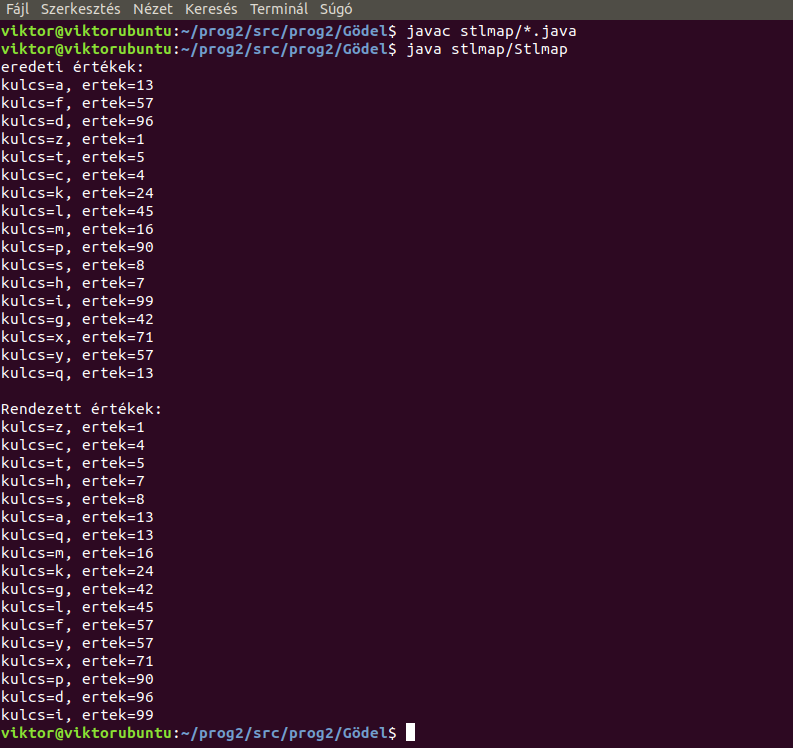 Fájl Szerkesztés Nézet Keresés Terminál Súgó
viktor@viktorubuntu:~/prog2/src/prog2/Gödel$ javac stlmap/*.java
viktor@viktorubuntu:~/prog2/src/prog2/Gödel$ java stlmap/Stlmap
eredeti értékek:
kulcs=a, ertek=13
kulcs=f, ertek=57
kulcs=d, ertek=96
kulcs=z, ertek=1
kulcs=t, ertek=5
kulcs=c, ertek=4
kulcs=k, ertek=24
kulcs=l, ertek=45
kulcs=m, ertek=16
kulcs=p, ertek=90
kulcs=s, ertek=8
kulcs=h, ertek=7
kulcs=i, ertek=99
kulcs=g, ertek=42
kulcs=x, ertek=71
kulcs=y, ertek=57
kulcs=q, ertek=13

Rendezett értékek:
kulcs=z, ertek=1
kulcs=c, ertek=4
kulcs=t, ertek=5
kulcs=h, ertek=7
kulcs=s, ertek=8
kulcs=a, ertek=13
kulcs=q, ertek=13
kulcs=m, ertek=16
kulcs=k, ertek=24
kulcs=g, ertek=42
kulcs=l, ertek=45
kulcs=f, ertek=57
kulcs=y, ertek=57
kulcs=x, ertek=71
kulcs=p, ertek=90
kulcs=d, ertek=96
kulcs=i, ertek=99
viktor@viktorubuntu:~/prog2/src/prog2/Gödel$